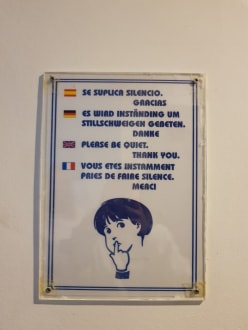 SE SUPLICA SILENCIO.
GRACIAS
ES WIRD INSTÄNDING UM
STILLSCHWEIGEN GEBETEN.
DANKE
PLEASE BE QUIET.
THANK YOU.
VOUS ETES INSTAMMENT
PRIES DE FAIRE SILENCE.
MERCI